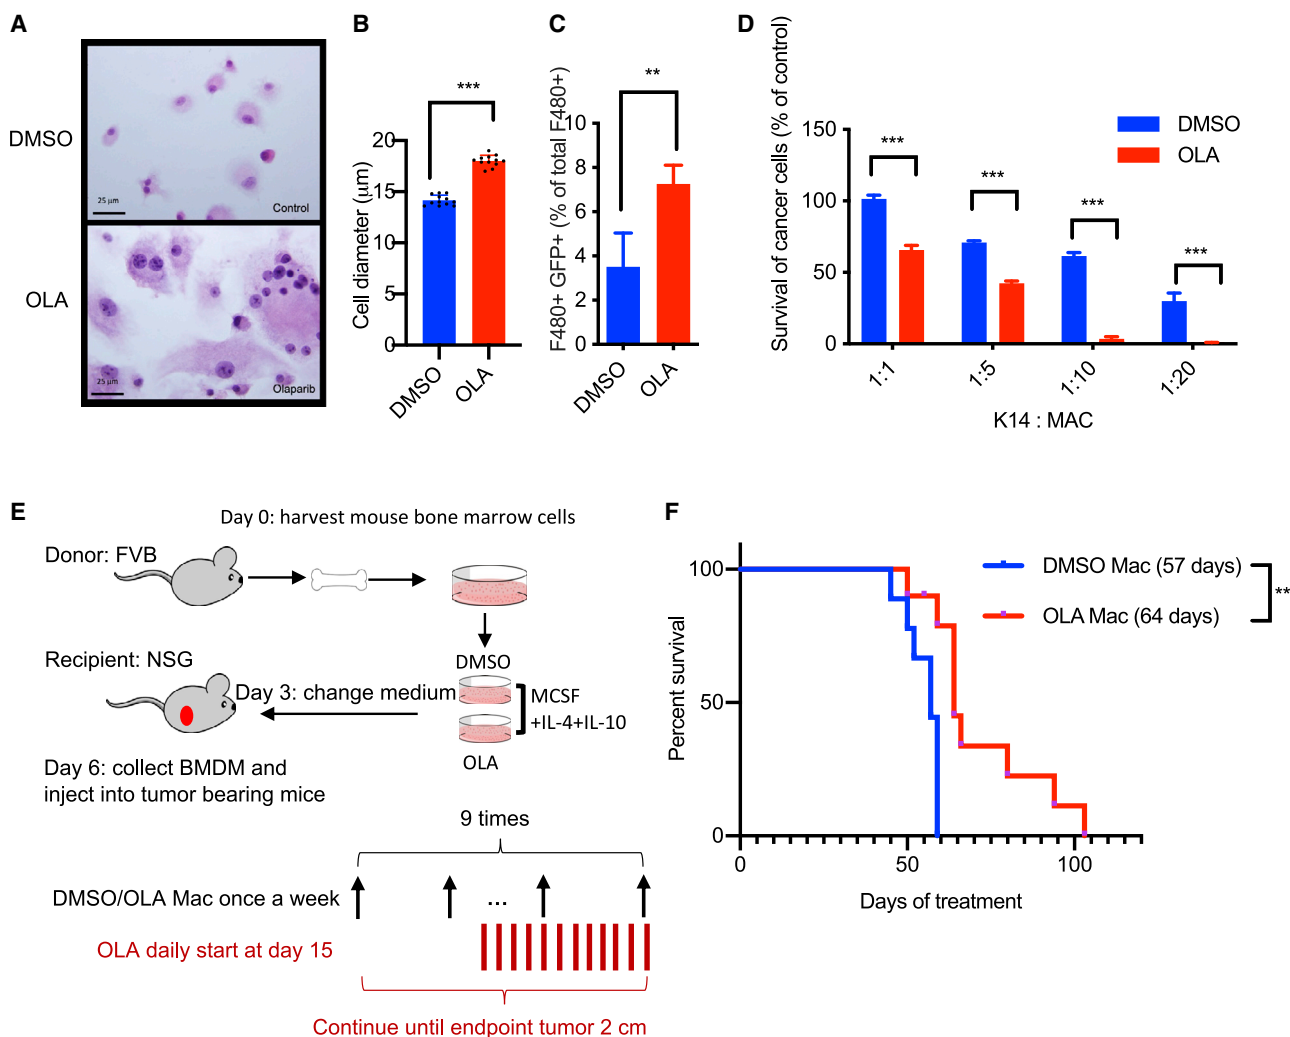 A
DMSO
25 µm
Control
OLA
25 µm
Olaparib
B
***
Cell diameter (µm)
20
15
10
5
0
DMSO
OLA
C
**
F480+ GFP+ (% of total F480+)
10
8
6
4
2
0
DMSO
OLA
D
Survival of cancer cells (% of control)
150
100
50
0
***
***
***
***
DMSO
OLA
1:1
1:5
1:10
1:20
K14 : MAC
E
Day 0: harvest mouse bone marrow cells
Donor: FVB
DMSO
Recipient: NSG
Day 3: change medium
MCSF
+IL-4+IL-10
OLA
Day 6: collect BMDM and
inject into tumor bearing mice
9 times
DMSO/OLA Mac once a week
...
OLA daily start at day 15
Continue until endpoint tumor 2 cm
F
Percent survival
100
50
0
DMSO Mac (57 days)
OLA Mac (64 days)
**
0
50
100
Days of treatment